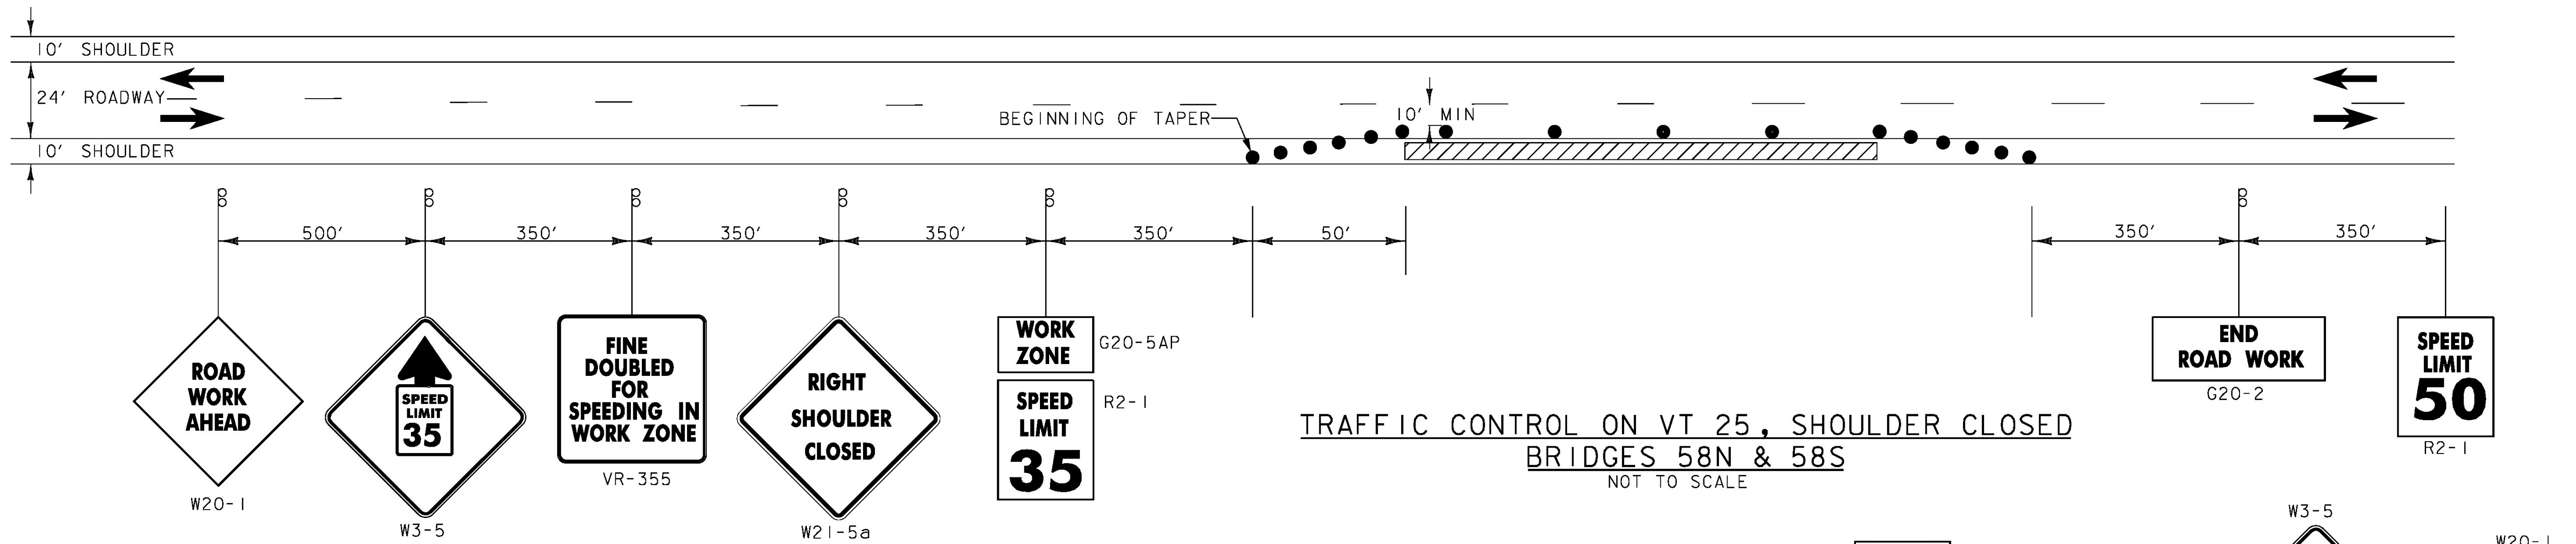 10' SHOULDER
24' ROADWAY
10' SHOULDER
BEGINNING OF TAPER
10' MIN
500'
350'
350'
350'
350'
50'
350'
350'
ROAD
WORK
AHEAD
W20-1
SPEED
LIMIT
35
W3-5
FINE
DOUBLED
FOR
SPEEDING IN
WORK ZONE
VR-355
RIGHT
SHOULDER
CLOSED
W21-5a
WORK
ZONE
G20-5AP
SPEED
LIMIT
35
R2-1
END
ROAD WORK
G20-2
SPEED
LIMIT
50
R2-1
TRAFFIC CONTROL ON VT 25, SHOULDER CLOSED
BRIDGES 58N & 58S
NOT TO SCALE
W3-5
W20-1